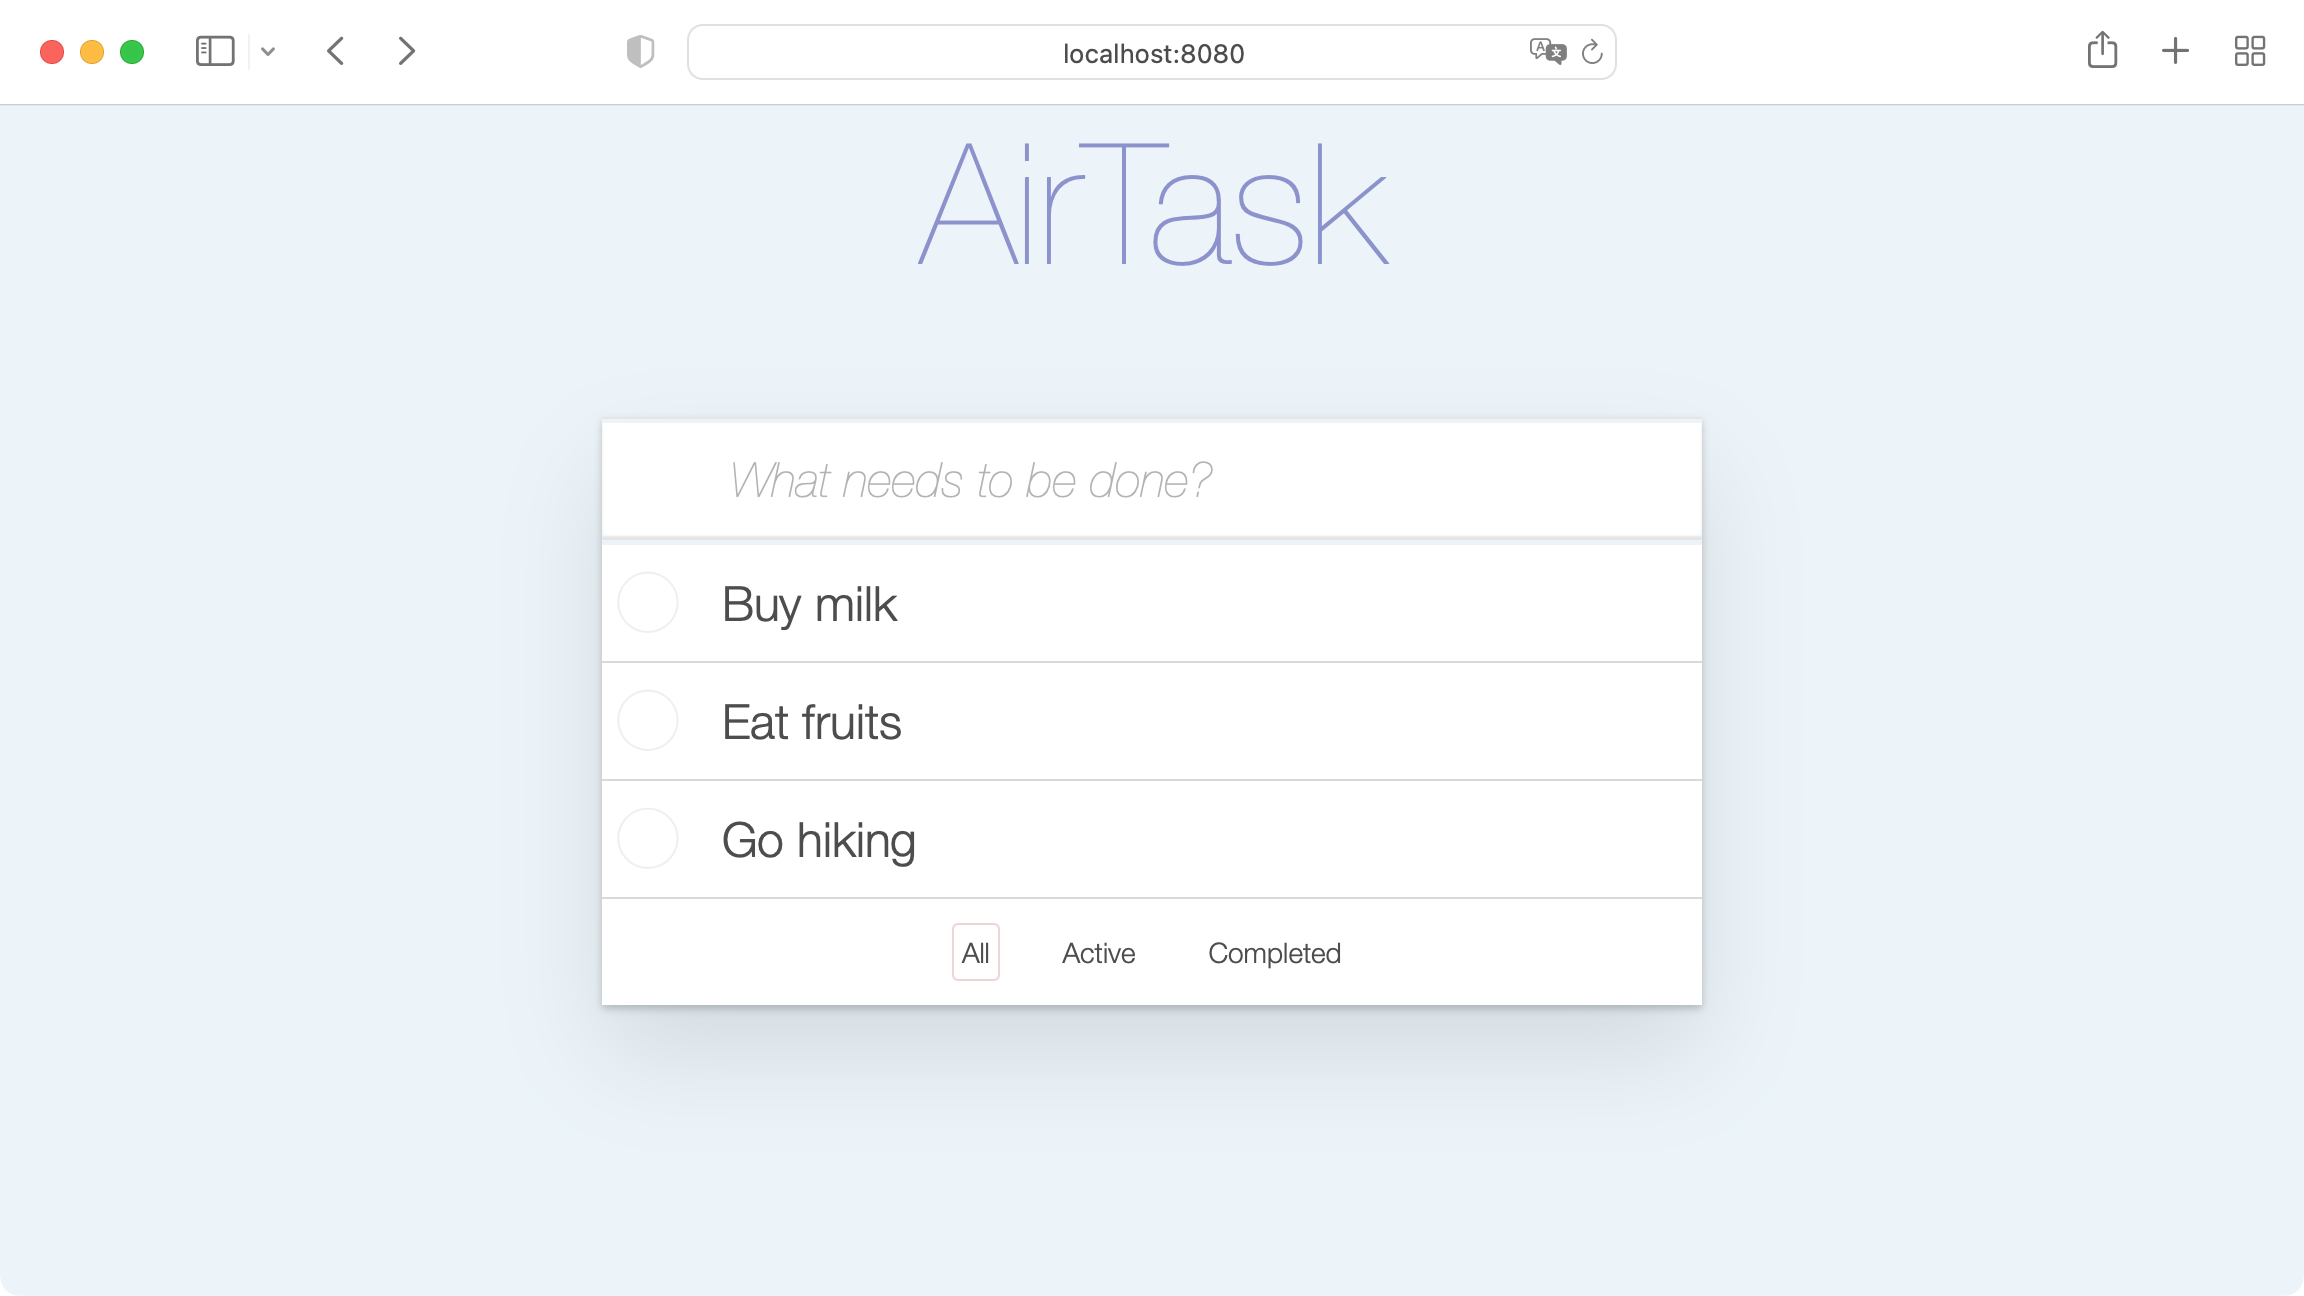 localhost:8080
AirTask
What needs to be done?
Buy milk
Eat fruits
Go hiking
All Active Completed